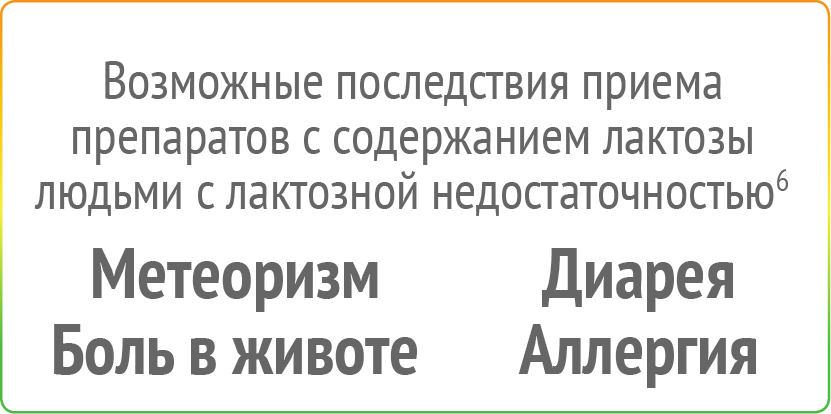 Возможные последствия приема
препаратов с содержанием лактозы
людьми с лактозной недостаточностью⁶
Метеоризм Диарея
Боль в животе Аллергия